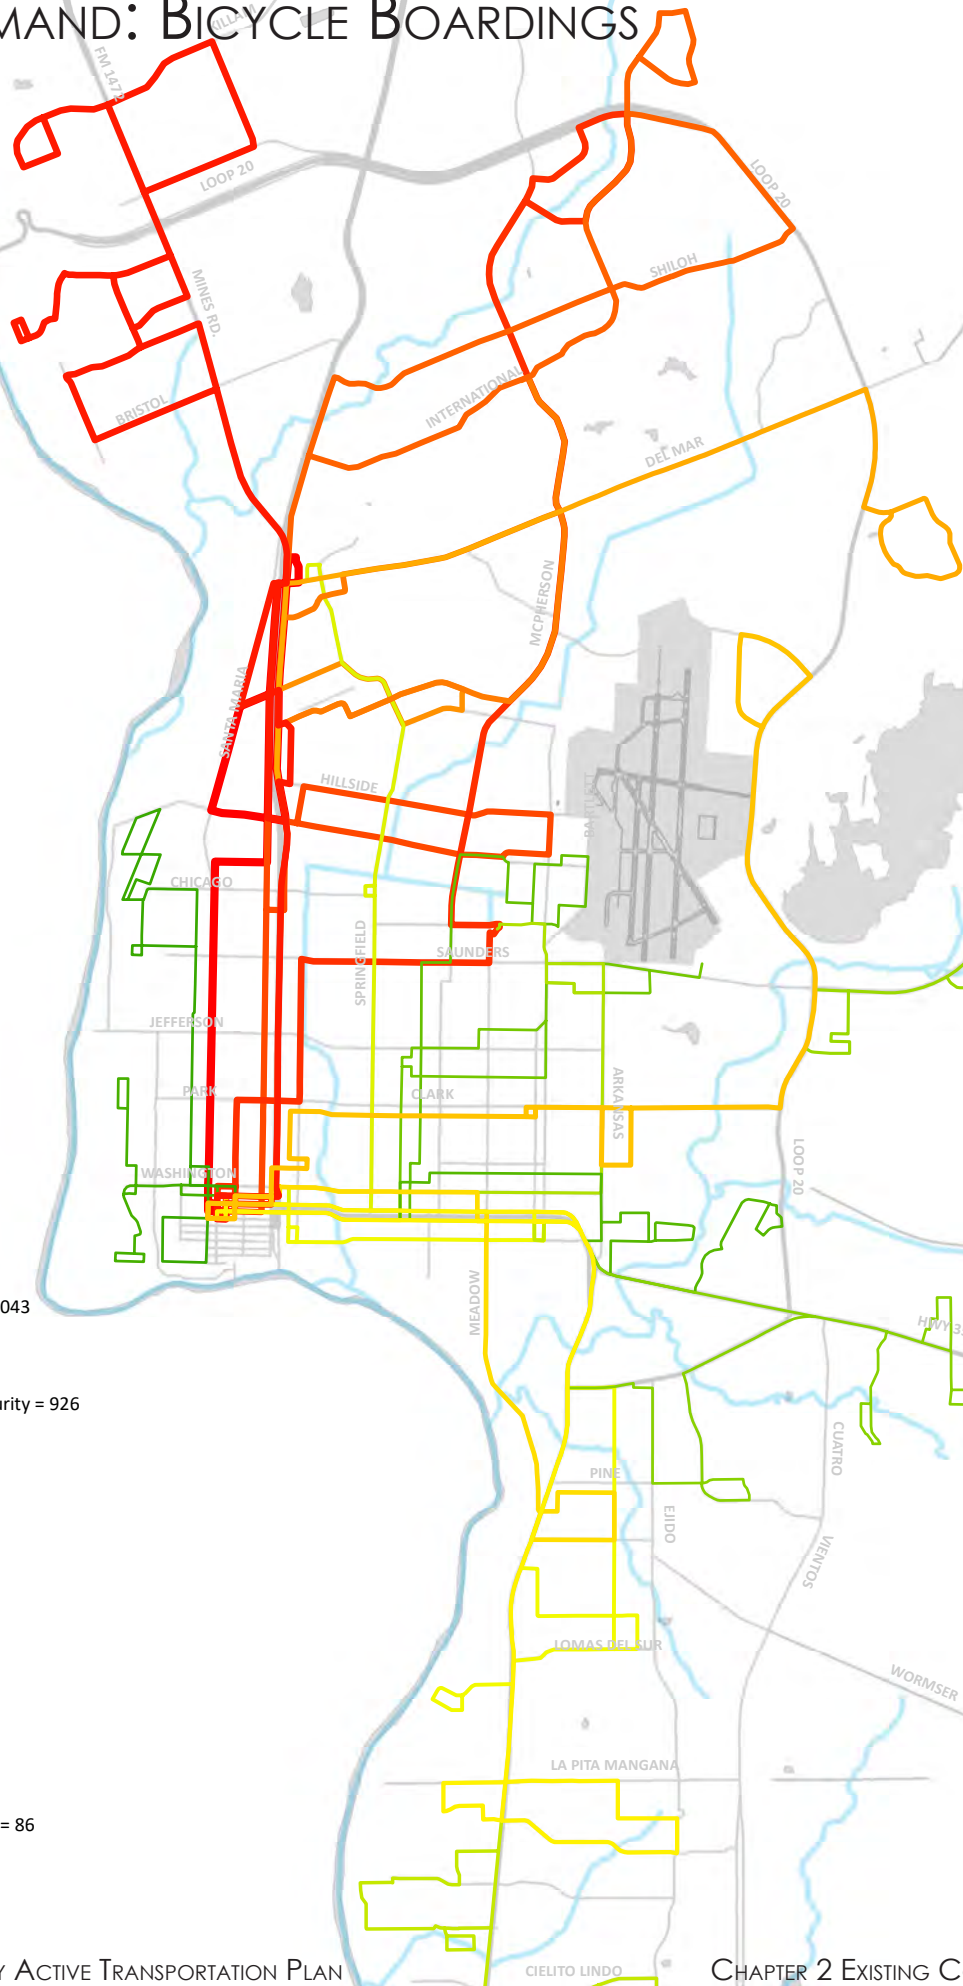 MAND: BICYCLE BOARDINGS
FM 1472
LOOP 20
LOOP 20
MINES RD.
SHILOH
BRISTOL
INTERNATIONAL
DEL MAR
MCPHERSON
SANTA MARIA
HILLSIDE
BARTLETT
CHICAGO
SPRINGFIELD
SAUNDERS
JEFFERSON
PARK
CLARK
ARKANSAS
WASHINGTON
LOOP 20
MEADOW
043
HWY 3
urity = 926
CUATRO
PINE
EJIDO
VIENTOS
LOMAS DEL SUR
WORMSER
LA PITA MANGANA
= 86
CIELITO LINDO
Y ACTIVE TRANSPORTATION PLAN
CHAPTER 2 EXISTING C